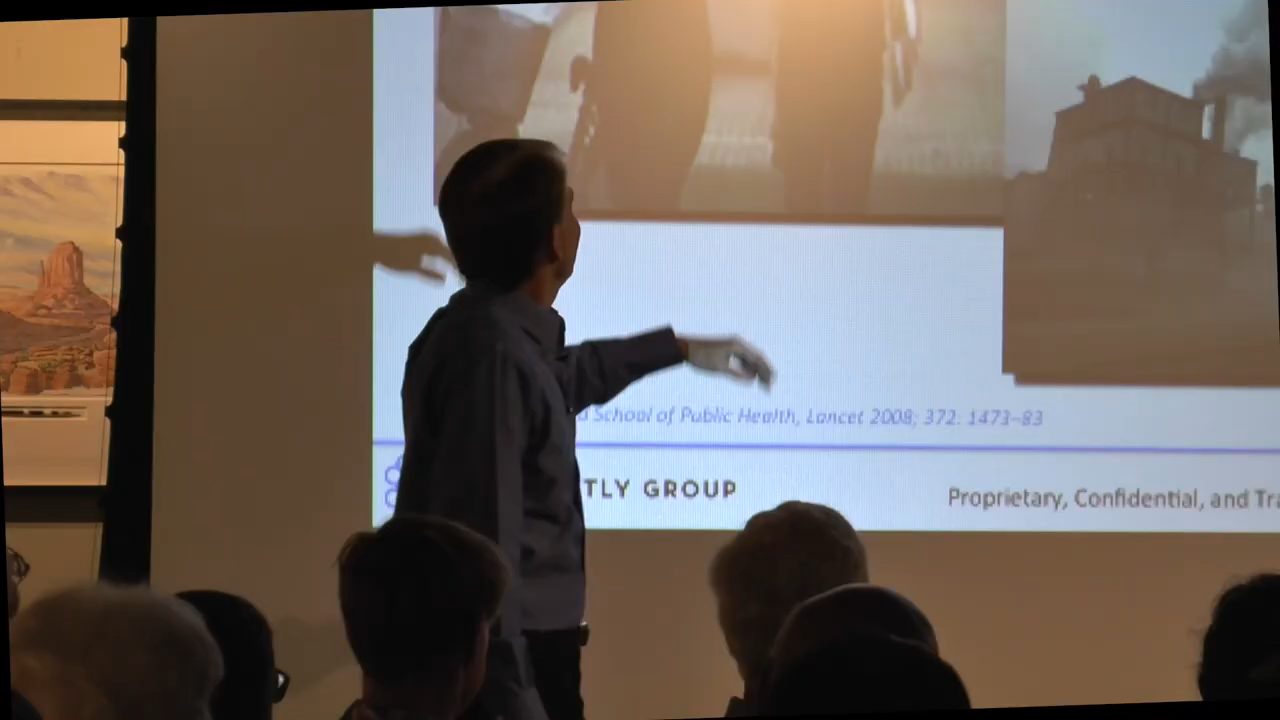 School of Public Health, Lancet 2008; 372: 1473–83
TLY GROUP
Proprietary, Confidential, and Tra